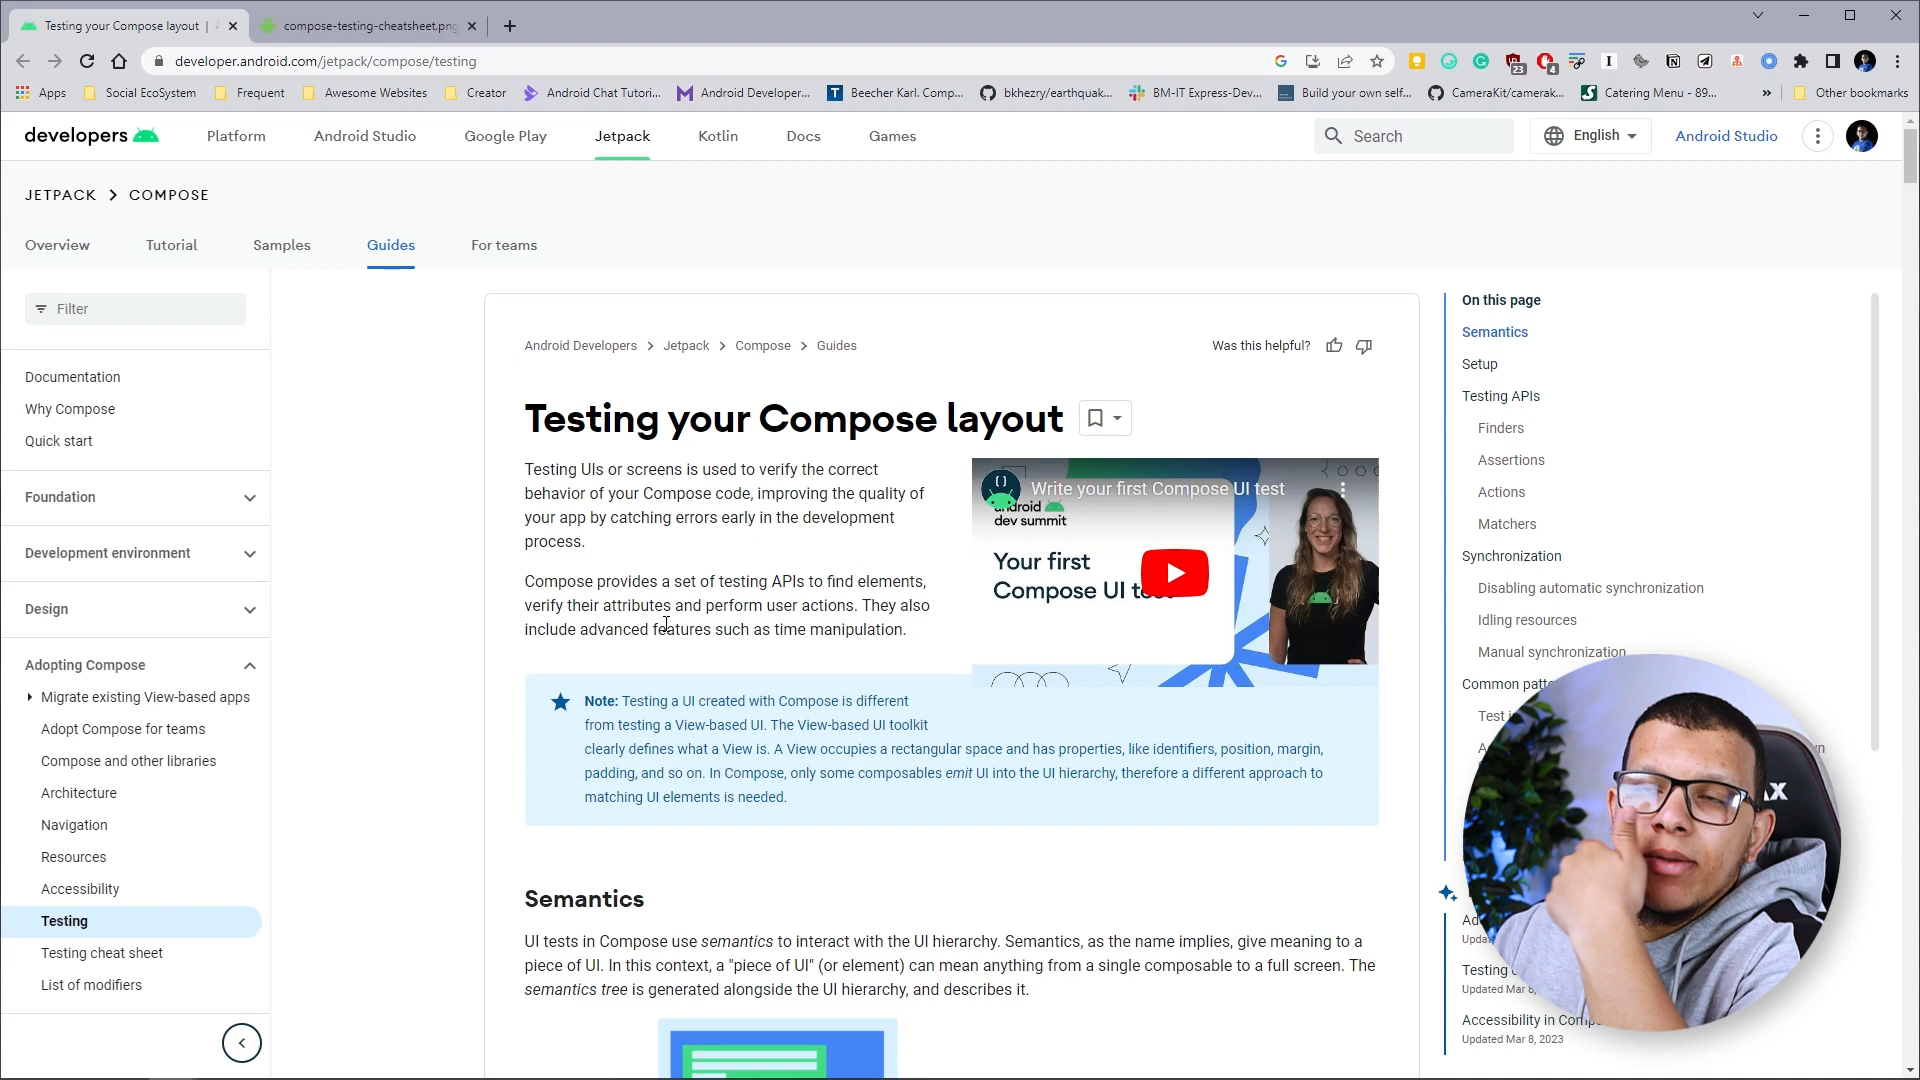 Testing your Compose layout |
compose-testing-cheatsheet.png
developer.android.com/jetpack/compose/testing
23
4
Apps
Social EcoSystem
Frequent
Awesome Websites
Creator
Android Chat Tutori...
Android Developer...
Beecher Karl. Comp...
bkhezry/earthquak...
BM-IT Express-Dev...
Build your own self...
CameraKit/camerak...
Catering Menu - 89...
»
Other bookmarks
developers
Platform
Android Studio
Google Play
Jetpack
Kotlin
Docs
Games
Search
English
Android Studio
JETPACK > COMPOSE
Overview
Tutorial
Samples
Guides
For teams
Filter
Documentation
Why Compose
Quick start
Foundation
Development environment
Design
Adopting Compose
Migrate existing View-based apps
Adopt Compose for teams
Compose and other libraries
Architecture
Navigation
Resources
Accessibility
Testing
Testing cheat sheet
List of modifiers
Android Developers > Jetpack > Compose > Guides
Was this helpful?
Testing your Compose layout
Testing UIs or screens is used to verify the correct
behavior of your Compose code, improving the quality of
your app by catching errors early in the development
process.
Compose provides a set of testing APIs to find elements,
verify their attributes and perform user actions. They also
include advanced features such as time manipulation.
Write your first Compose UI test
android
dev summit
Your first
Compose UI
Note: Testing a UI created with Compose is different
from testing a View-based UI. The View-based UI toolkit
clearly defines what a View is. A View occupies a rectangular space and has properties, like identifiers, position, margin,
padding, and so on. In Compose, only some composables emit UI into the UI hierarchy, therefore a different approach to
matching UI elements is needed.
Semantics
UI tests in Compose use semantics to interact with the UI hierarchy. Semantics, as the name implies, give meaning to a
piece of UI. In this context, a "piece of UI" (or element) can mean anything from a single composable to a full screen. The
semantics tree is generated alongside the UI hierarchy, and describes it.
On this page
Semantics
Setup
Testing APIs
Finders
Assertions
Actions
Matchers
Synchronization
Disabling automatic synchronization
Idling resources
Manual synchronization
Common
Test
Testing
Updated Mar 8,
Accessibility in
Updated Mar 8, 2023